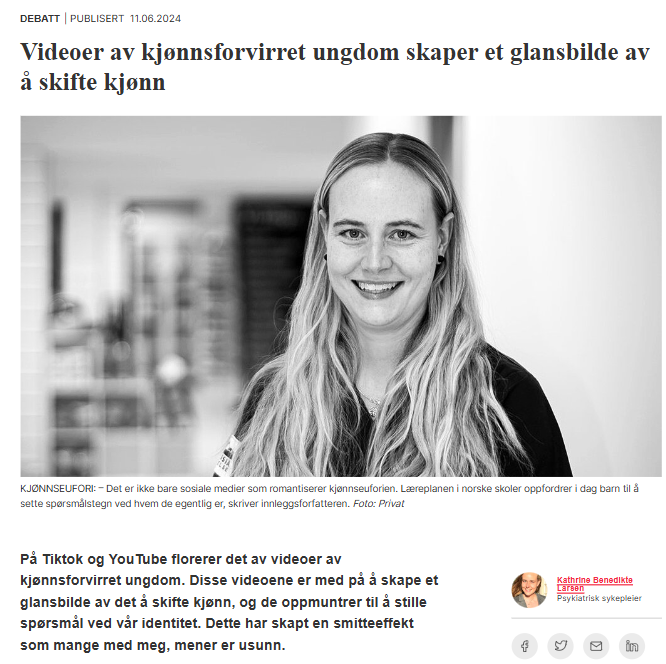 DEBATT | PUBLISERT 11.06.2024
Videoer av kjønnsforvirret ungdom skaper et glansbilde av
å skifte kjønn
KJØNNSEUFORI: – Det er ikke bare sosiale medier som romantiserer kjønnseuforien. Læreplanen i norske skoler oppfordrer i dag barn til å
sette spørsmålstegn ved hvem de egentlig er, skriver innleggsforfatteren. Foto: Privat
På Tiktok og YouTube florerer det av videoer av
kjønnsforvirret ungdom. Disse videoene er med på å skape et
glansbilde av det å skifte kjønn, og de oppmuntrer til å stille
spørsmål ved vår identitet. Dette har skapt en smitteeffekt
som mange med meg, mener er usunn.
Kathrine Benedikte
Larsen
Psykiatrisk sykepleier